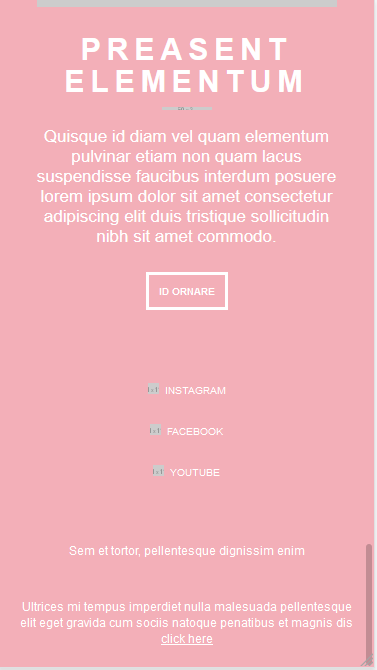 PREASENT
ELEMENTUM
Quisque id diam vel quam elementum
pulvinar etiam non quam lacus
suspendisse faucibus interdum posuere
lorem ipsum dolor sit amet consectetur
adipiscing elit duis tristique sollicitudin
nibh sit amet commodo.
ID ORNARE
INSTAGRAM
FACEBOOK
YOUTUBE
Sem et tortor, pellentesque dignissim enim
Ultrices mi tempus imperdiet nulla malesuada pellentesque
elit eget gravida cum sociis natoque penatibus et magnis dis
click here